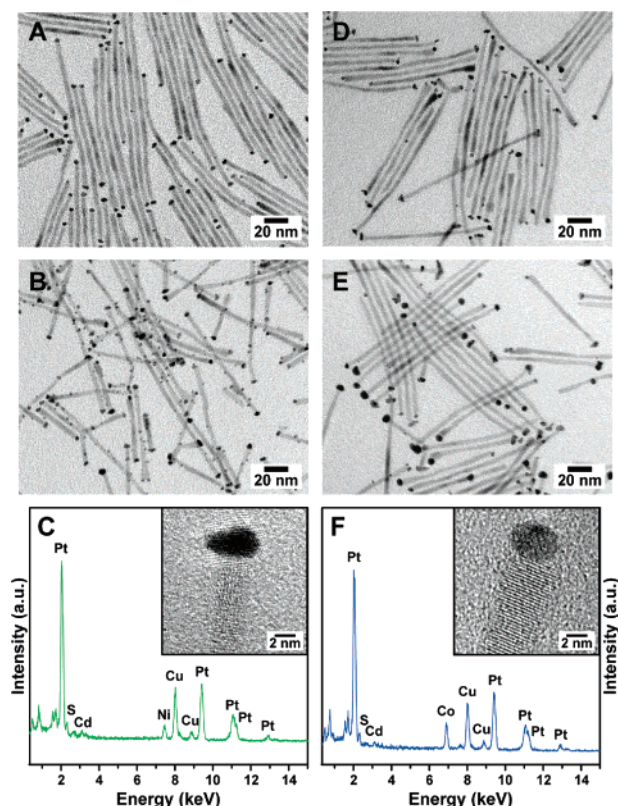 A
20 nm
D
20 nm
B
20 nm
E
20 nm
C
Pt
S
Cd
Ni
Cu
Cu
Pt
Pt
Pt
Pt
2 nm
Intensity (a.u.)
2 4 6 8 10 12 14
Energy (keV)
F
Pt
S
Cd
Co
Cu
Cu
Pt
Pt
Pt
Pt
2 nm
Intensity (a.u.)
2 4 6 8 10 12 14
Energy (keV)